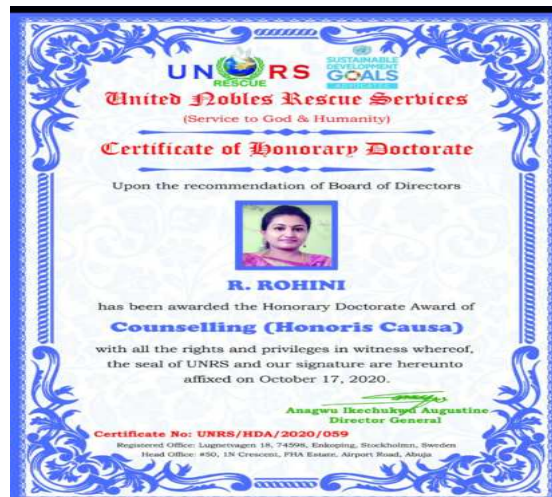 UNRS
RESCUE
SUSTAINABLE
DEVELOPMENT
GOALS
ADVOCATES
United Nobles Rescue Services
(Service to God & Humanity)
Certificate of Honorary Doctorate
Upon the recommendation of Board of Directors
R. ROHINI
has been awarded the Honorary Doctorate Award of
Counselling (Honoris Causa)
with all the rights and privileges in witness whereof,
the seal of UNRS and our signature are hereunto
affixed on October 17, 2020.
Anagwu Ikechukwu Augustine
Director General
Certificate No: UNRS/HDA/2020/059
Registered Office: Lugnetvagen 18, 74598, Enkoping, Stockholmn, Sweden
Head Office: #50, 1N Crescent, FHA Estate, Airport Road, Abuja